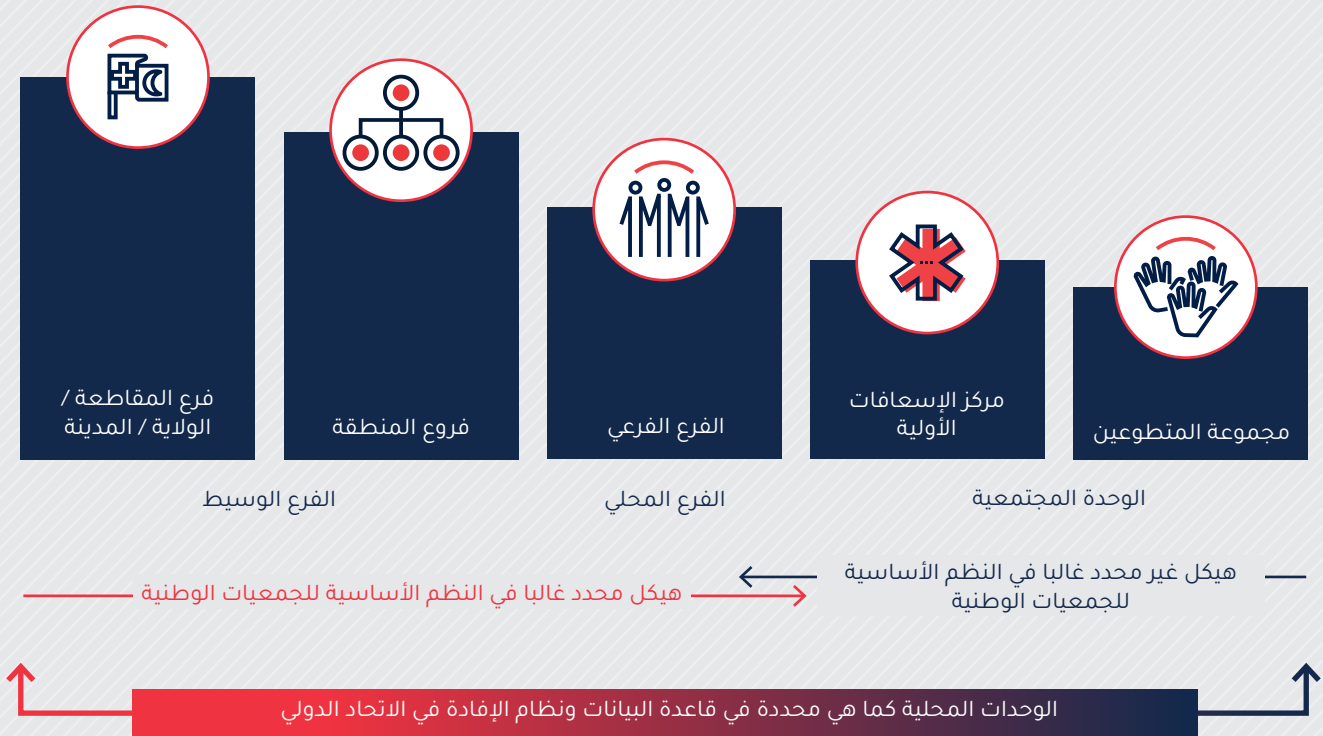 مجموعة المتطوعين
مركز الإسعافات
الأولية
الفرع الفرعي
فروع المنطقة
فرع المقاطعة /
الولاية / المدينة
الوحدة المجتمعية
الفرع المحلي
الفرع الوسيط
هيكل غير محدد غالبا في النظم الأساسية
للجمعيات الوطنية
هيكل محدد غالبا في النظم الأساسية للجمعيات الوطنية
الوحدات المحلية كما هي محددة في قاعدة البيانات ونظام الإفادة في الاتحاد الدولي